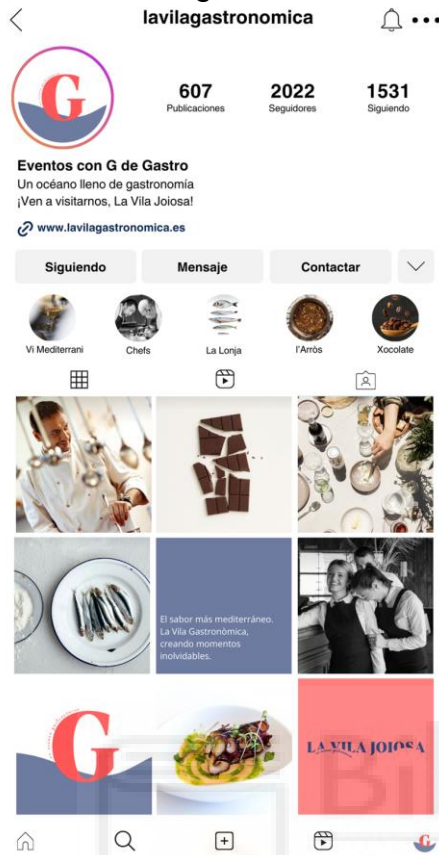 lavilagastronomica
G
607 2022 1531
Publicaciones Seguidores Siguiendo
Eventos con G de Gastro
Un océano lleno de gastronomía
¡Ven a visitarnos, La Vila Joiosa!
www.lavilagastronomica.es
Siguiendo Mensaje Contactar
Vi Mediterrani Chefs La Lonja l'Arròs Xocolate
El sabor más mediterráneo.
La Vila Gastronòmica,
creando momentos
inolvidables.
G
LA VILA JOIOSA
Bi
G